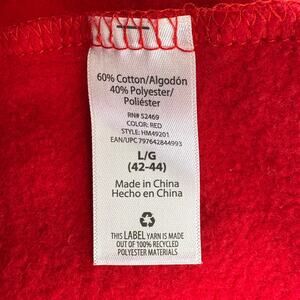 60% Cotton/Algodón
40% Polyester/
Poliéster
RN# 52469
COLOR: RED
STYLE: HM49201
EAN/UPC 797642844993
L/G
(42-44)
Made in China
Hecho en China
THIS LABEL YARN IS MADE
OUT OF 100% RECYCLED
POLYESTER MATERIALS